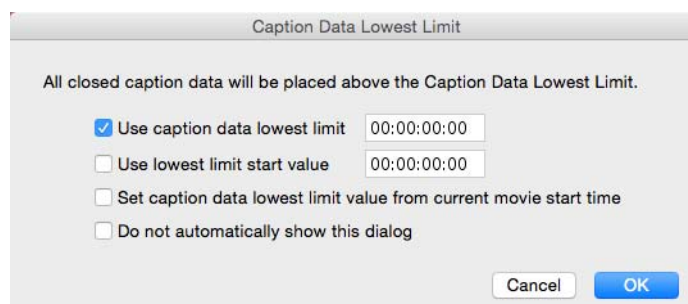 Caption Data Lowest Limit
All closed caption data will be placed above the Caption Data Lowest Limit.
Use caption data lowest limit 00:00:00:00
Use lowest limit start value 00:00:00:00
Set caption data lowest limit value from current movie start time
Do not automatically show this dialog
Cancel OK